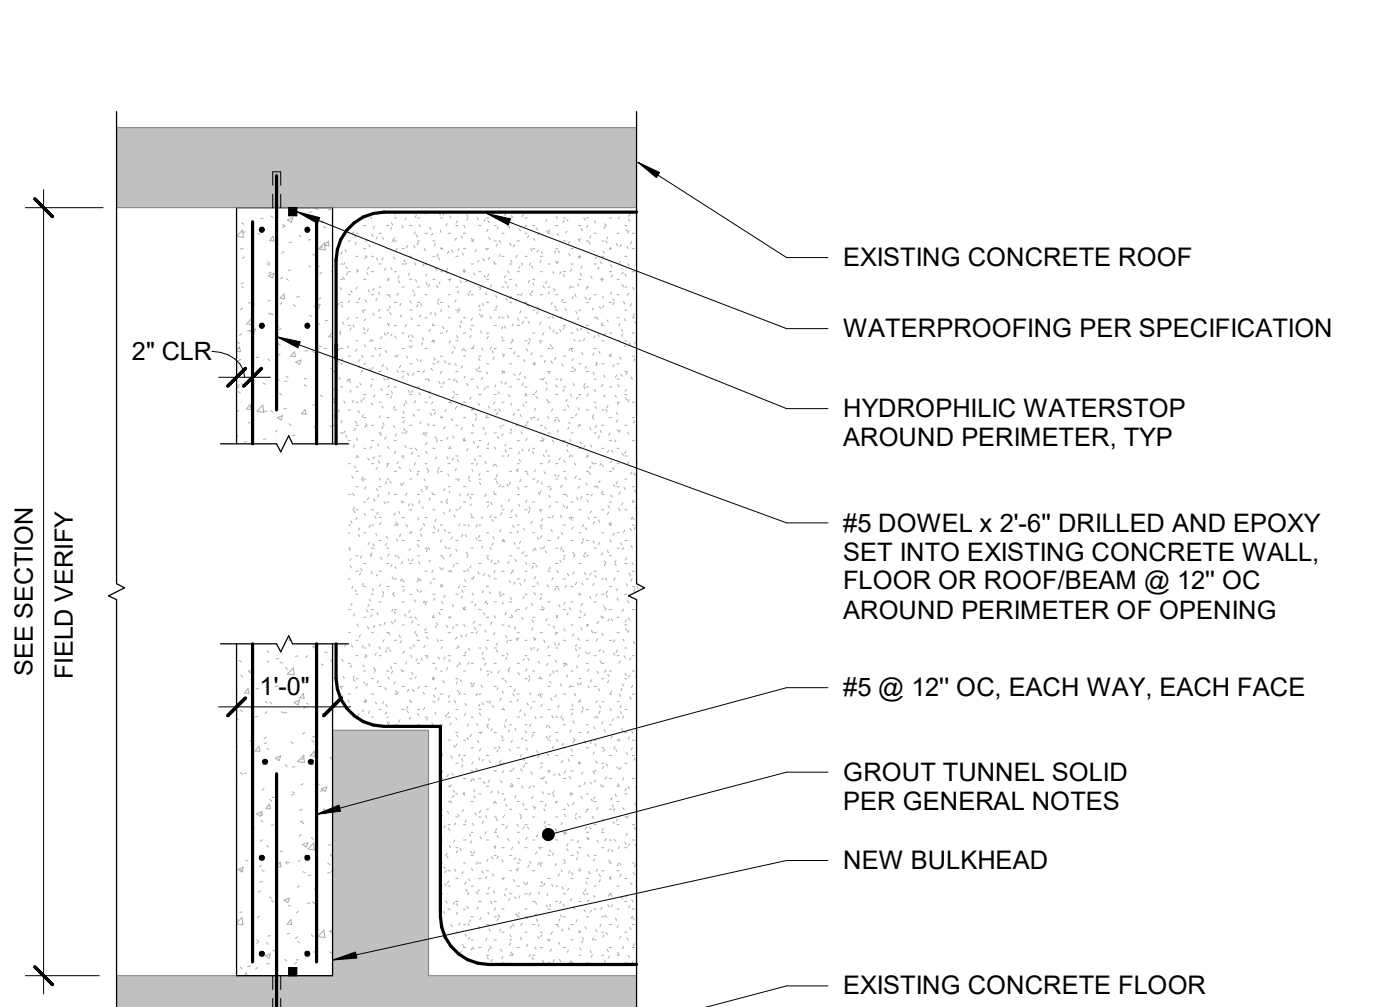 EXISTING CONCRETE ROOF
WATERPROOFING PER SPECIFICATION
2" CLR
HYDROPHILIC WATERSTOP
AROUND PERIMETER, TYP
SEE SECTION
FIELD VERIFY
#5 DOWEL x 2'-6" DRILLED AND EPOXY
SET INTO EXISTING CONCRETE WALL,
FLOOR OR ROOF/BEAM @ 12" OC
AROUND PERIMETER OF OPENING
1'-0"
#5 @ 12" OC, EACH WAY, EACH FACE
GROUT TUNNEL SOLID
PER GENERAL NOTES
NEW BULKHEAD
EXISTING CONCRETE FLOOR